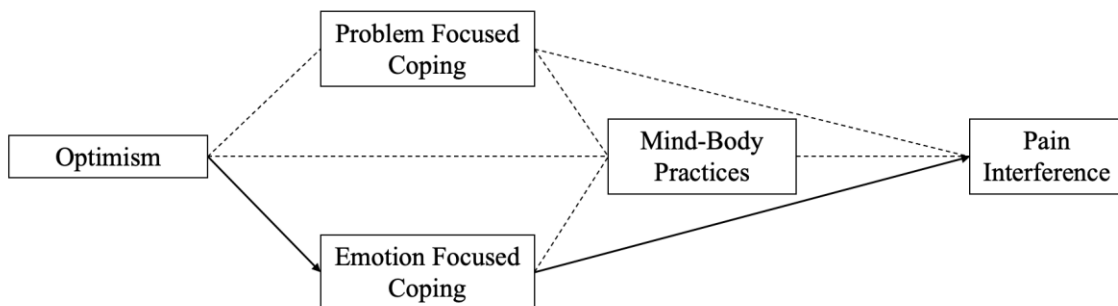 Problem Focused
Coping
Optimism
Mind-Body
Practices
Pain
Interference
Emotion Focused
Coping